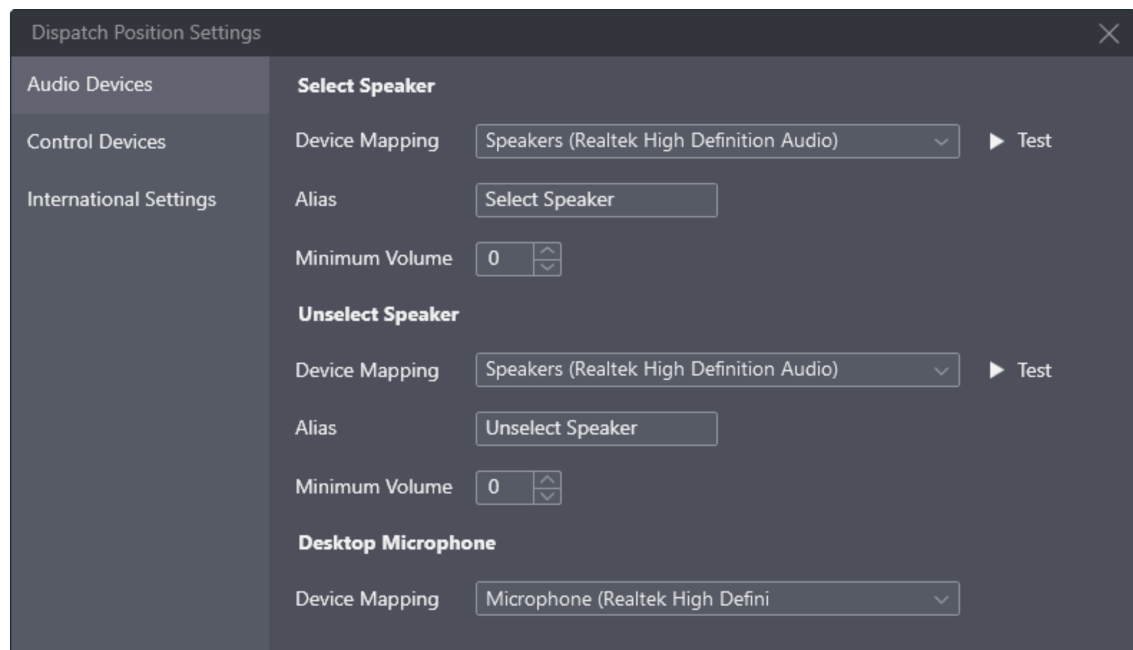 Dispatch Position Settings
Audio Devices
Control Devices
International Settings
Select Speaker
Device Mapping Speakers (Realtek High Definition Audio) Test
Alias Select Speaker
Minimum Volume 0
Unselect Speaker
Device Mapping Speakers (Realtek High Definition Audio) Test
Alias Unselect Speaker
Minimum Volume 0
Desktop Microphone
Device Mapping Microphone (Realtek High Defini